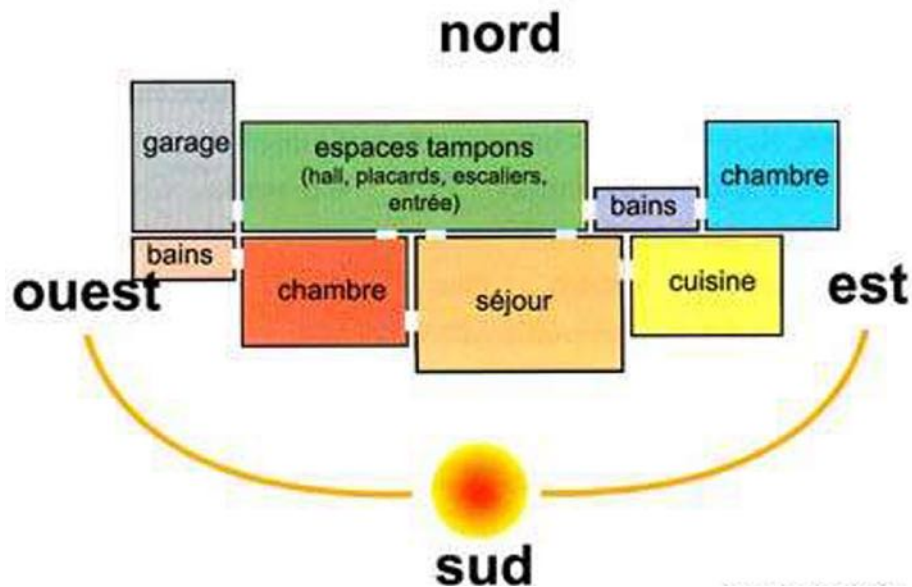 nord
garage
espaces tampons
(hall, placards, escaliers,
entrée)
bains
chambre
bains
chambre
séjour
cuisine
ouest
est
sud